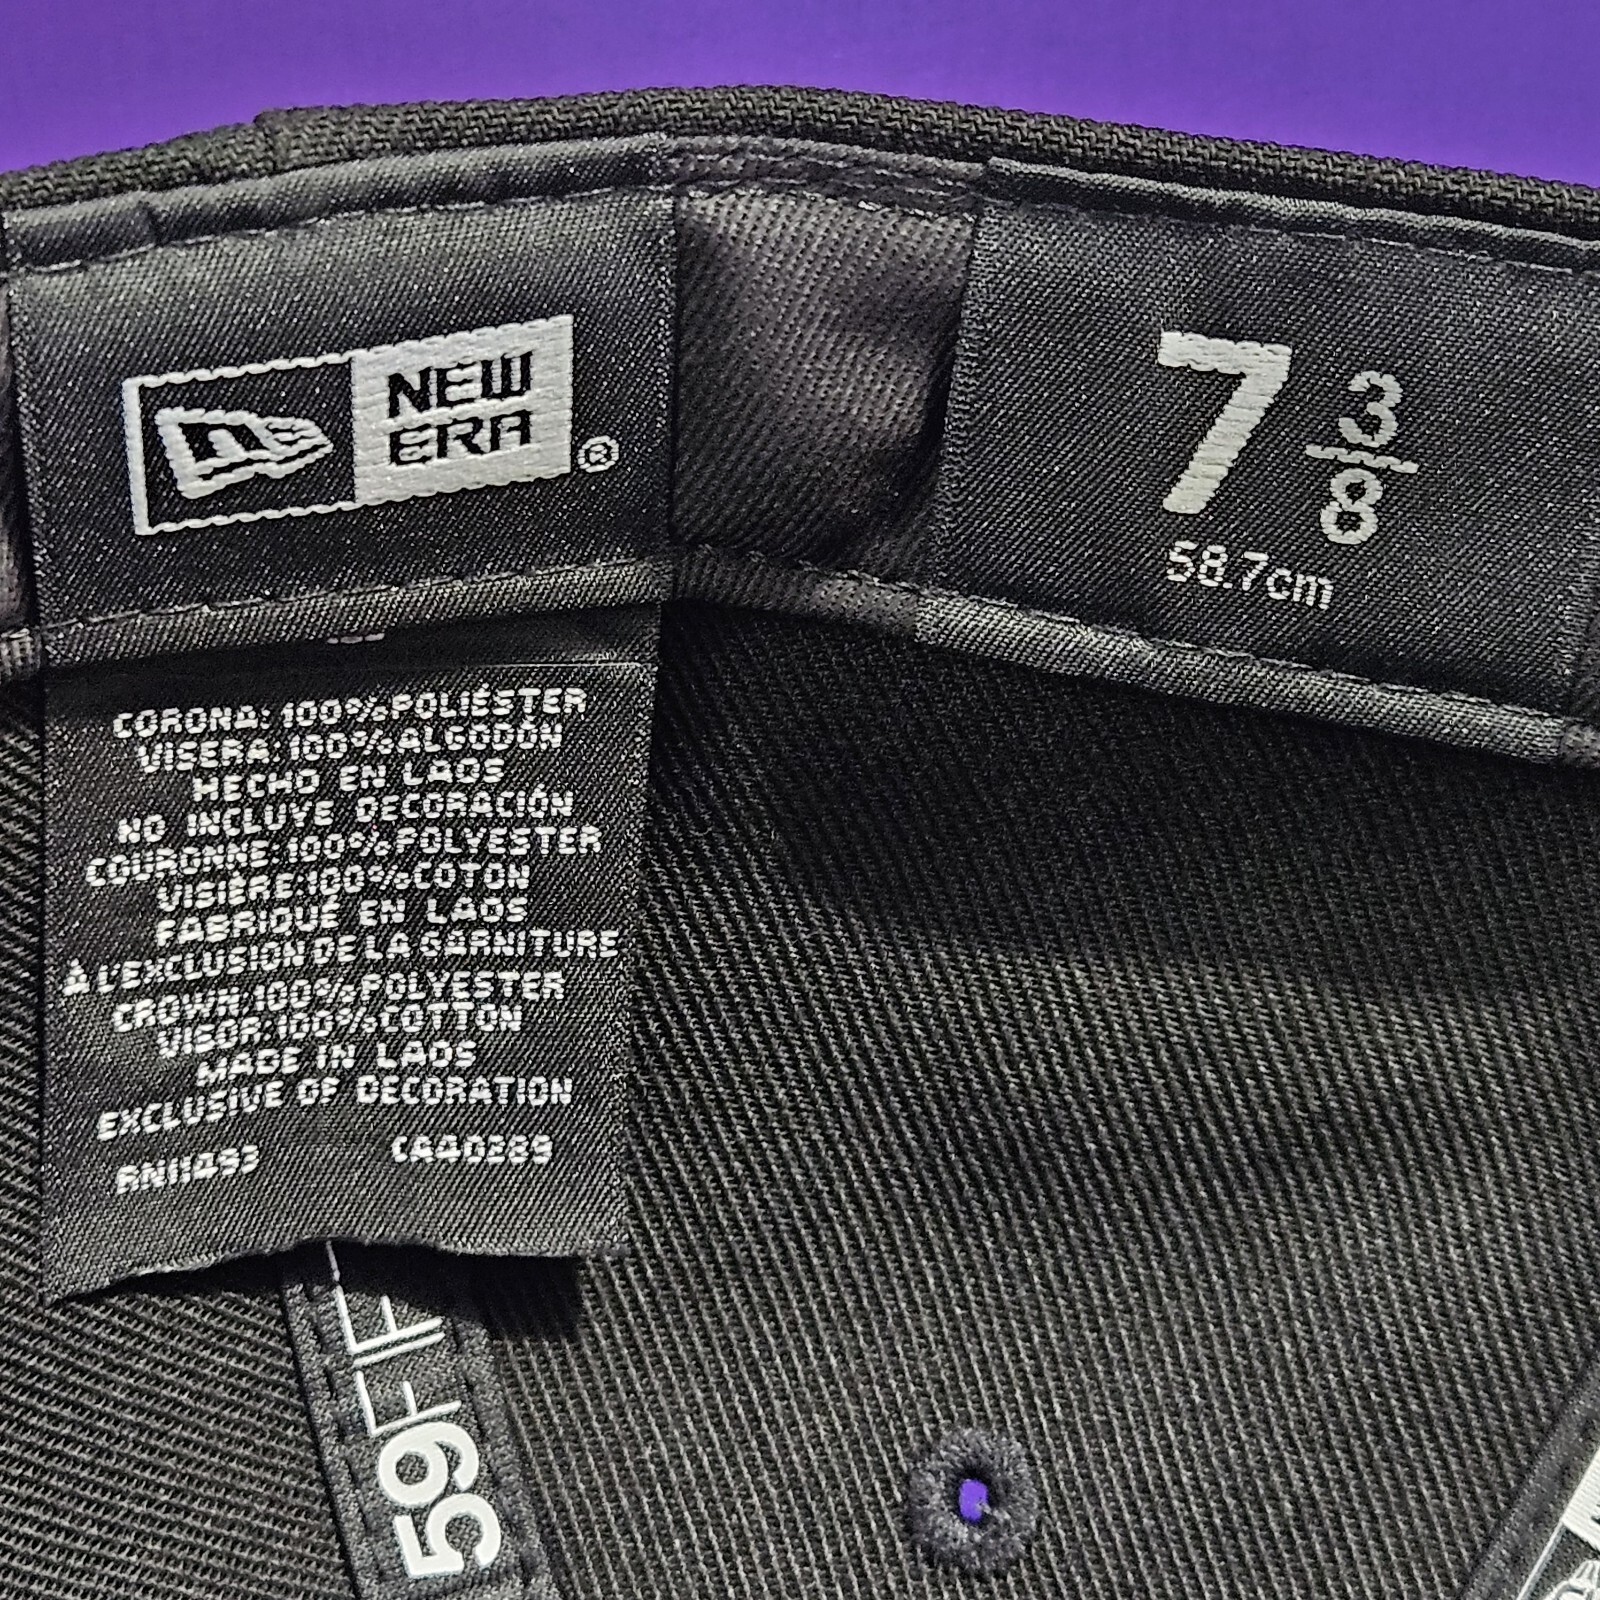 NEW
ERA®
7 3/8
58.7cm
CORONA: 100% POLIÉSTER
VISERA: 100% ALGODÓN
HECHO EN LAOS
NO INCLUYE DECORACIÓN
COURONNE: 100% POLYESTER
VISIÈRE: 100% COTON
FABRIQUÉ EN LAOS
À L'EXCLUSION DE LA GARNITURE
CROWN: 100% POLYESTER
VISOR: 100% COTTON
MADE IN LAOS
EXCLUSIVE OF DECORATION
RN11493 CA40289
59FIF